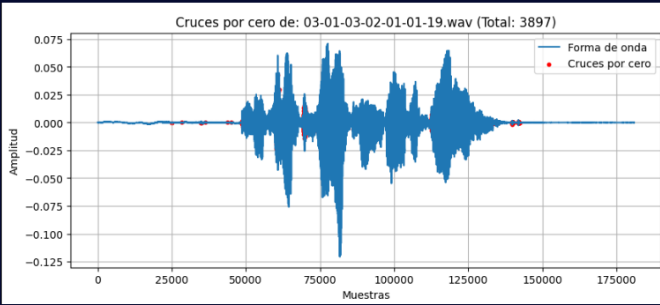 Cruces por cero de: 03-01-03-02-01-01-19.wav (Total: 3897)
Forma de onda
Cruces por cero
Amplitud
0.075
0.050
0.025
0.000
−0.025
−0.050
−0.075
−0.100
−0.125
0 25000 50000 75000 100000 125000 150000 175000
Muestras